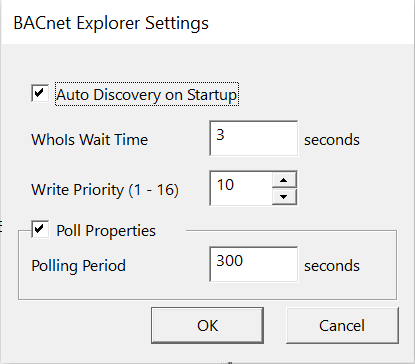 BACnet Explorer Settings
Auto Discovery on Startup
WhoIs Wait Time 3 seconds
Write Priority (1 - 16) 10
Poll Properties
Polling Period 300 seconds
OK Cancel